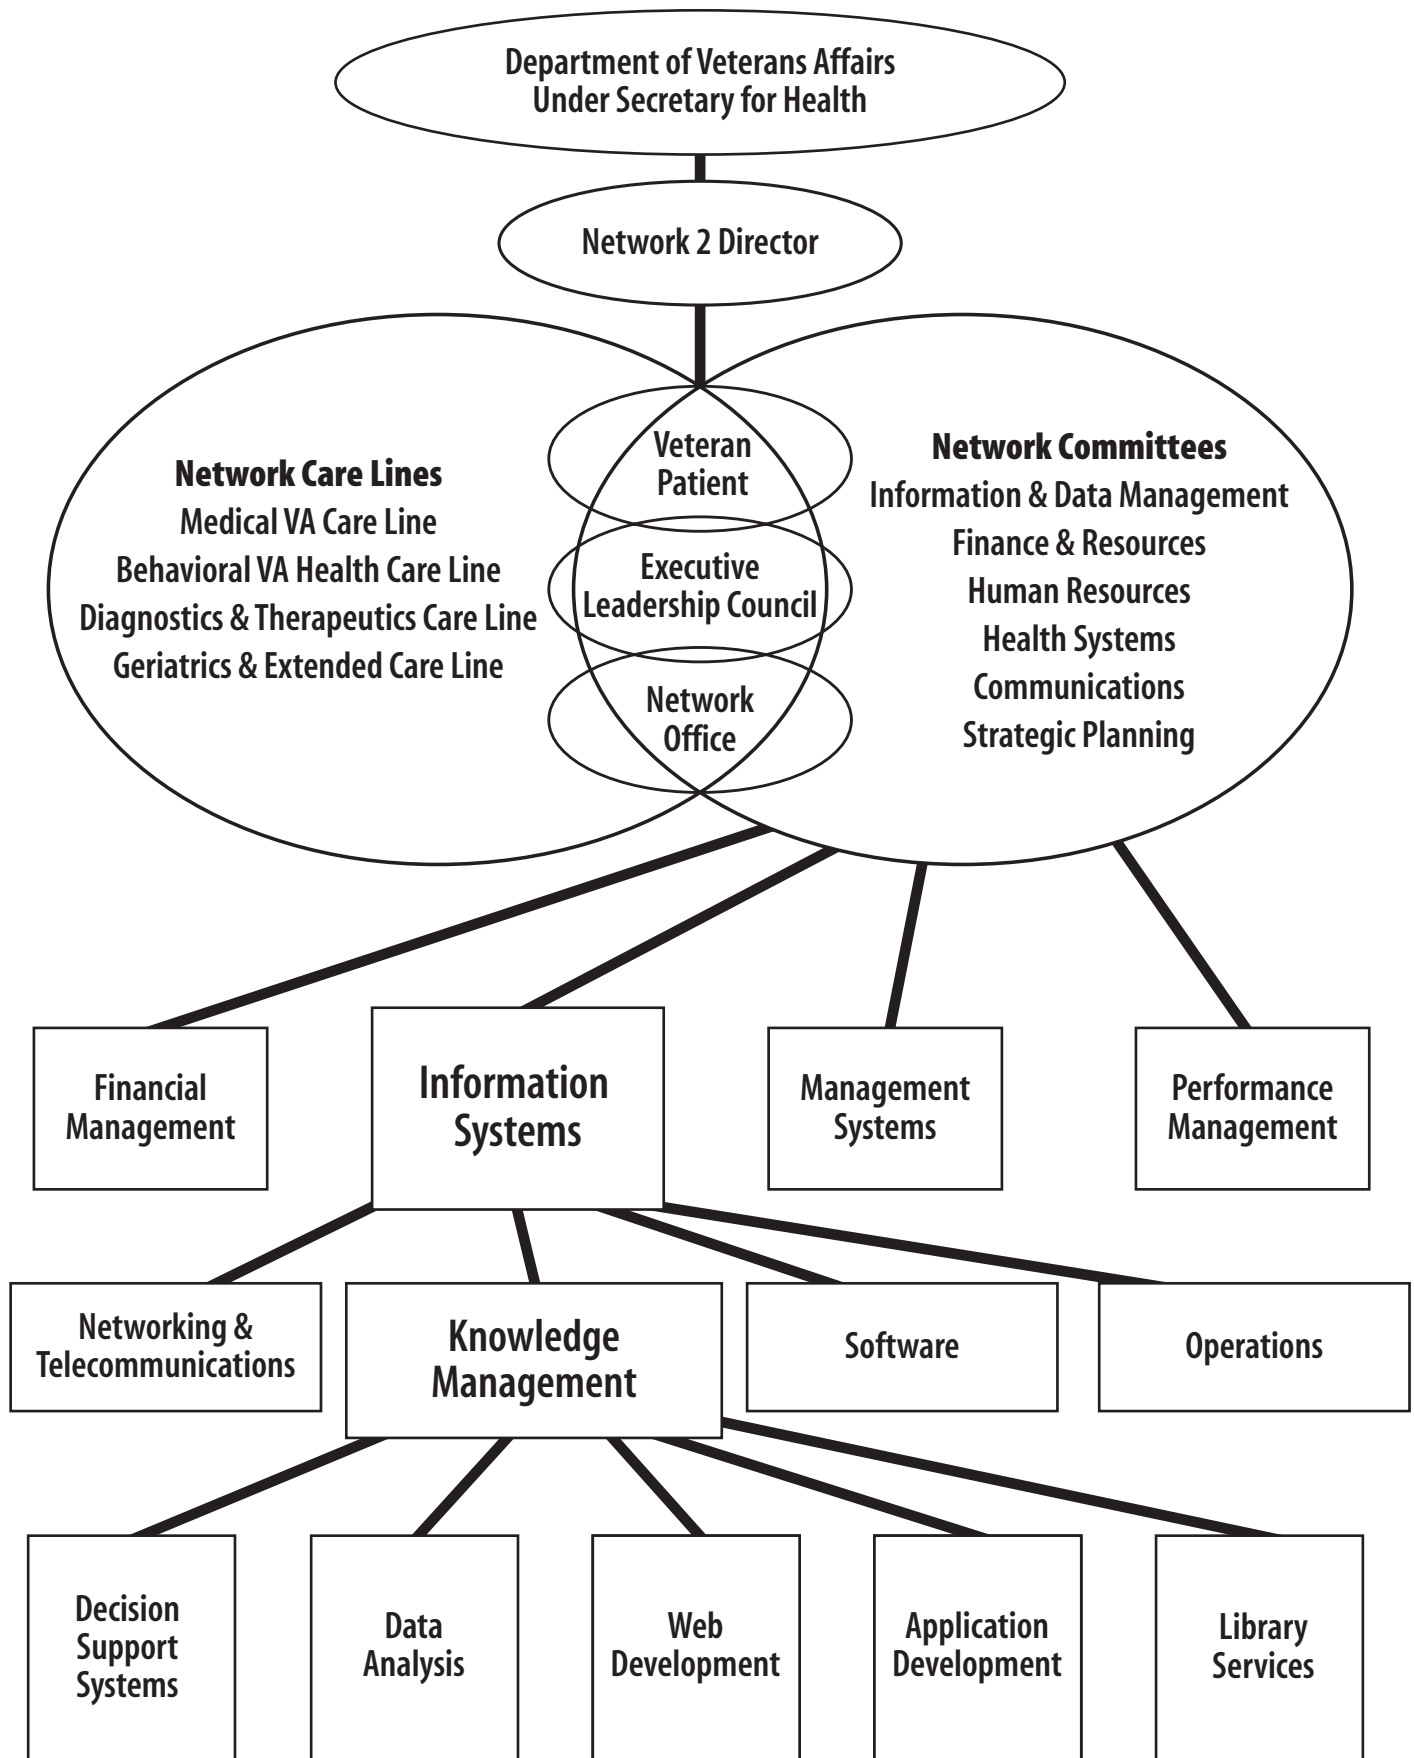 Department of Veterans Affairs
Under Secretary for Health
Network 2 Director
Network Care Lines
Medical VA Care Line
Behavioral VA Health Care Line
Diagnostics & Therapeutics Care Line
Geriatrics & Extended Care Line
Veteran
Patient
Executive
Leadership Council
Network
Office
Network Committees
Information & Data Management
Finance & Resources
Human Resources
Health Systems
Communications
Strategic Planning
Financial
Management
Information
Systems
Management
Systems
Performance
Management
Networking &
Telecommunications
Knowledge
Management
Software
Operations
Decision
Support
Systems
Data
Analysis
Web
Development
Application
Development
Library
Services